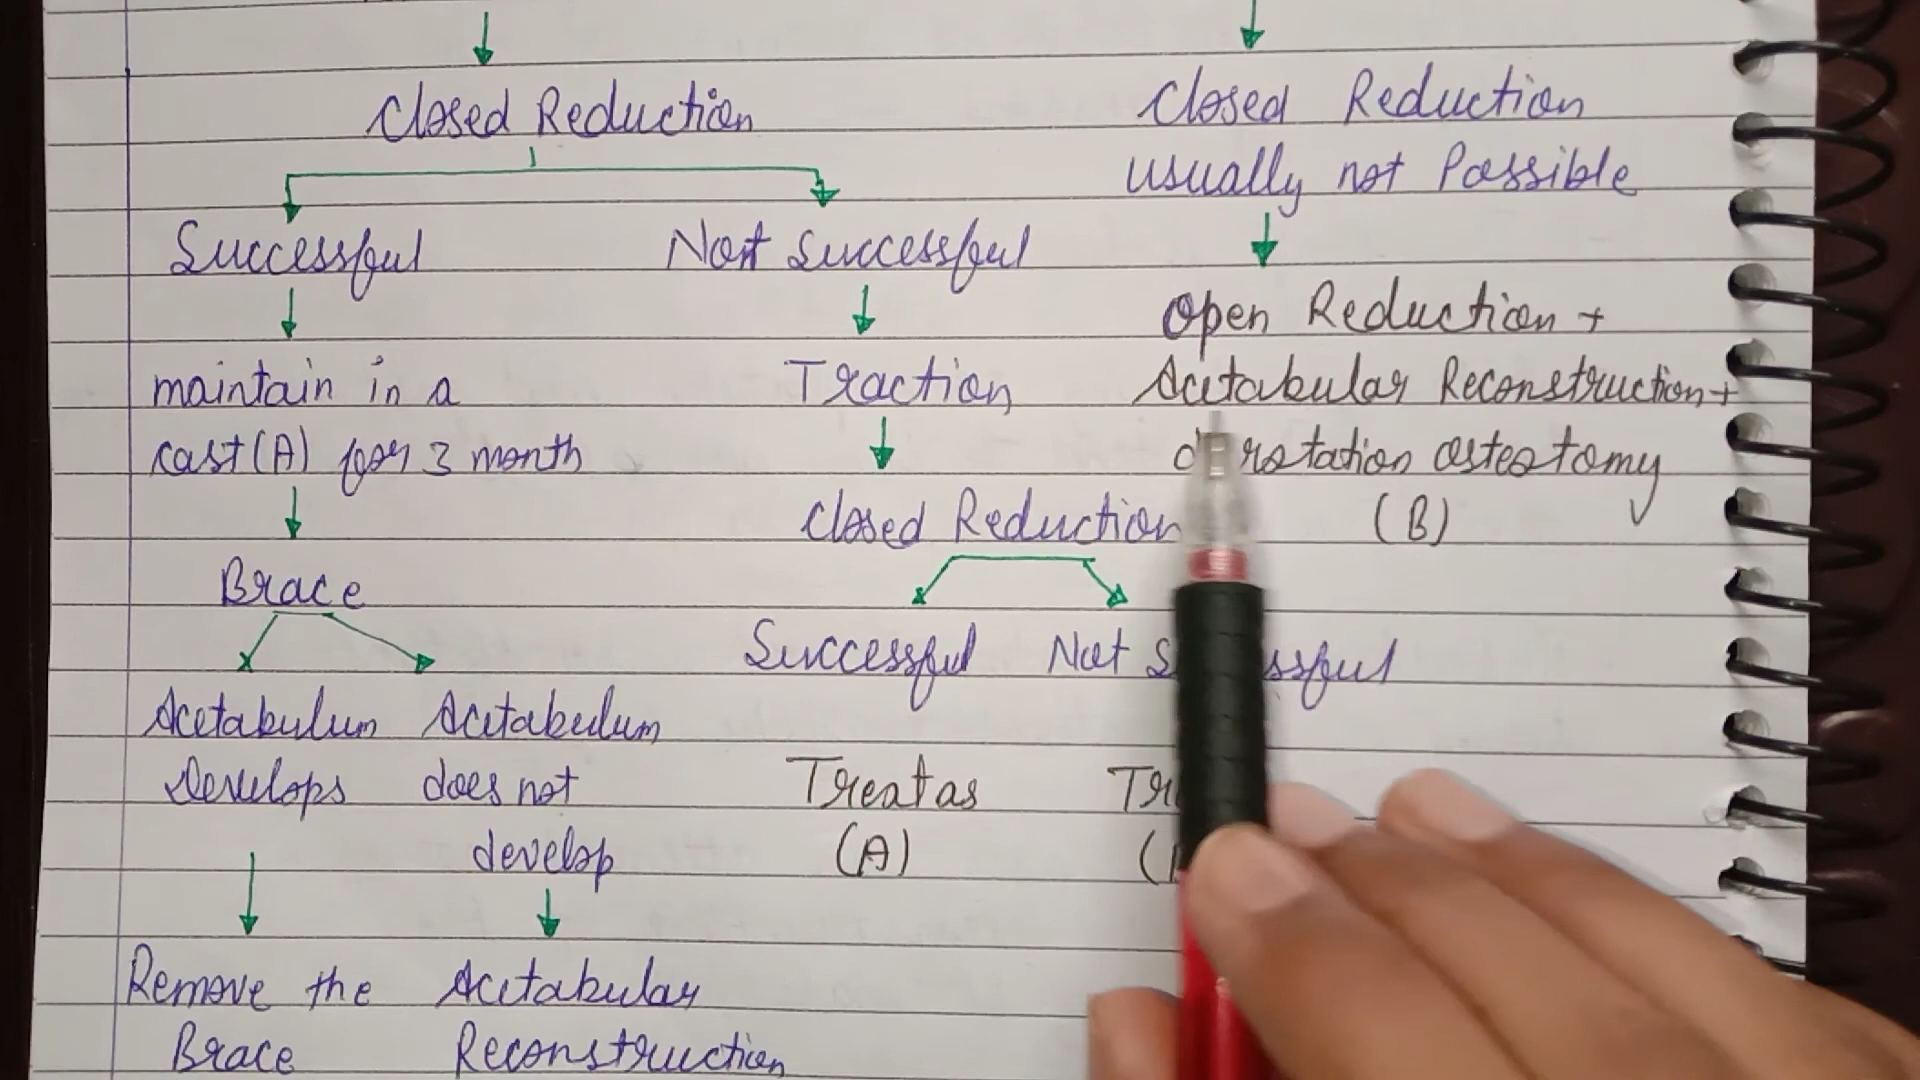 Closed Reduction
Closed Reduction
usually not Possible
Successful
Not Successful
Open Reduction +
maintain in a
Traction
Acetabular Reconstruction +
cast (A) for 3 month
osteotomy
(B)
Closed Reduction
Brace
Successful
Not
Acetabulum
Acetabulum
Develops
does not
develop
Treat as
(A)
Remove the
Brace
Acetabular
Reconstruction